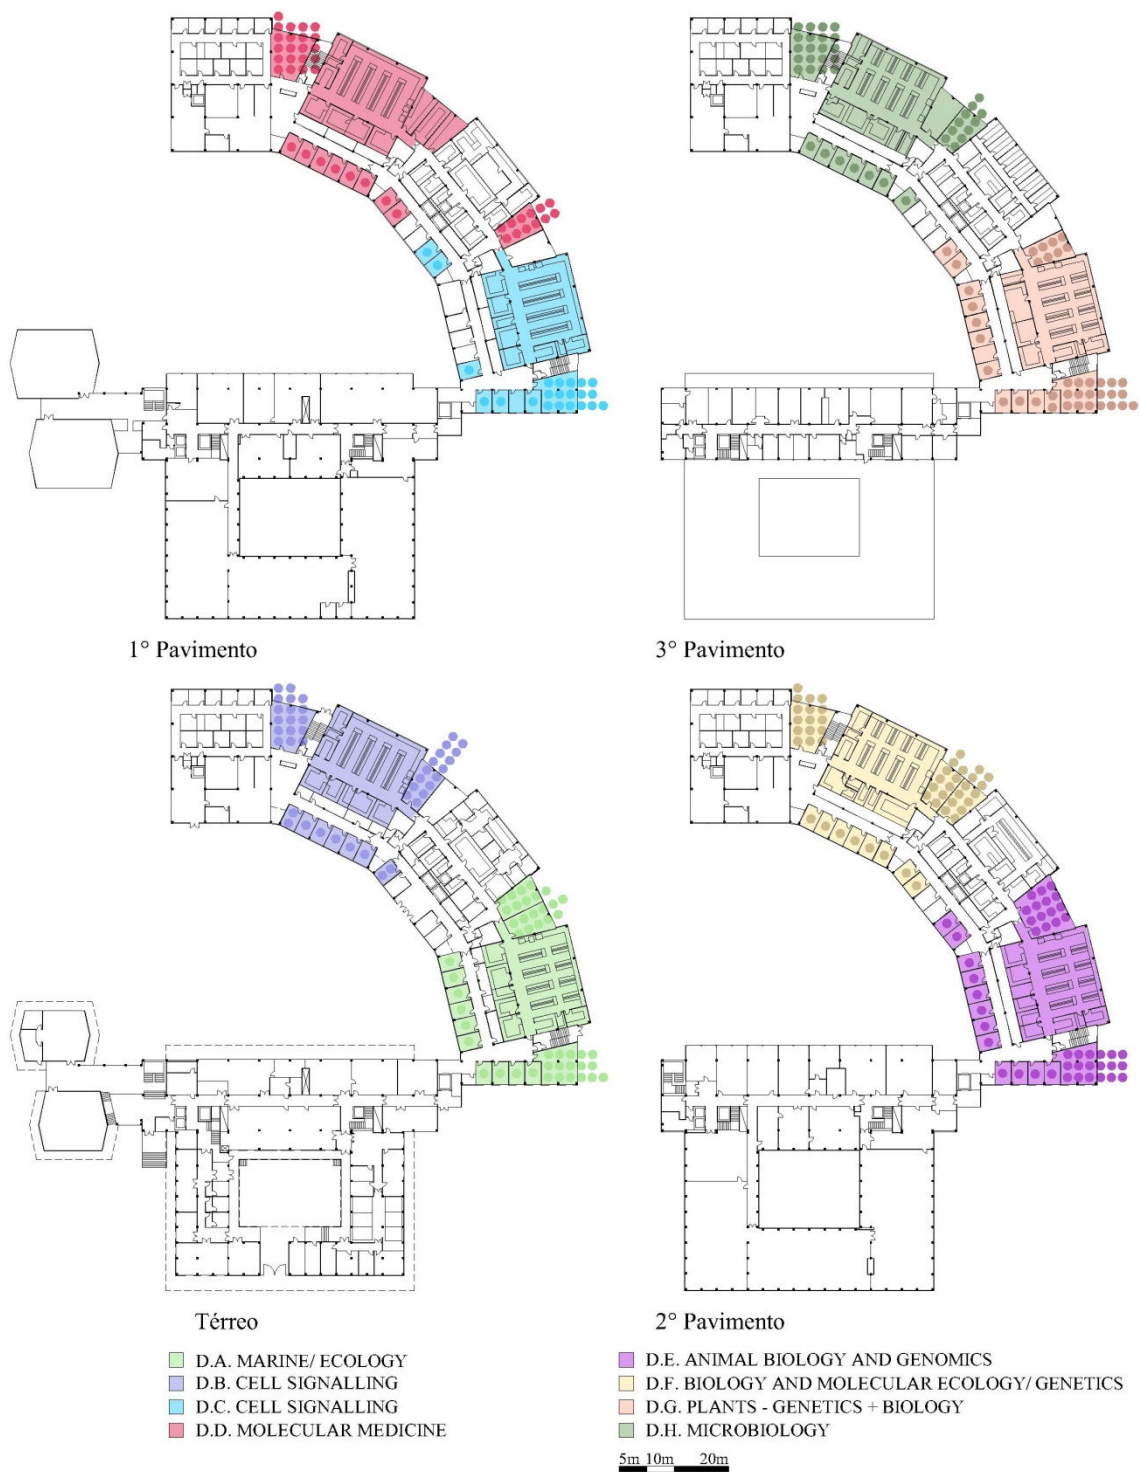 1° Pavimento
3° Pavimento
Térreo
2° Pavimento
D.A. MARINE/ ECOLOGY
D.B. CELL SIGNALLING
D.C. CELL SIGNALLING
D.D. MOLECULAR MEDICINE
D.E. ANIMAL BIOLOGY AND GENOMICS
D.F. BIOLOGY AND MOLECULAR ECOLOGY/ GENETICS
D.G. PLANTS - GENETICS + BIOLOGY
D.H. MICROBIOLOGY
5m 10m 20m